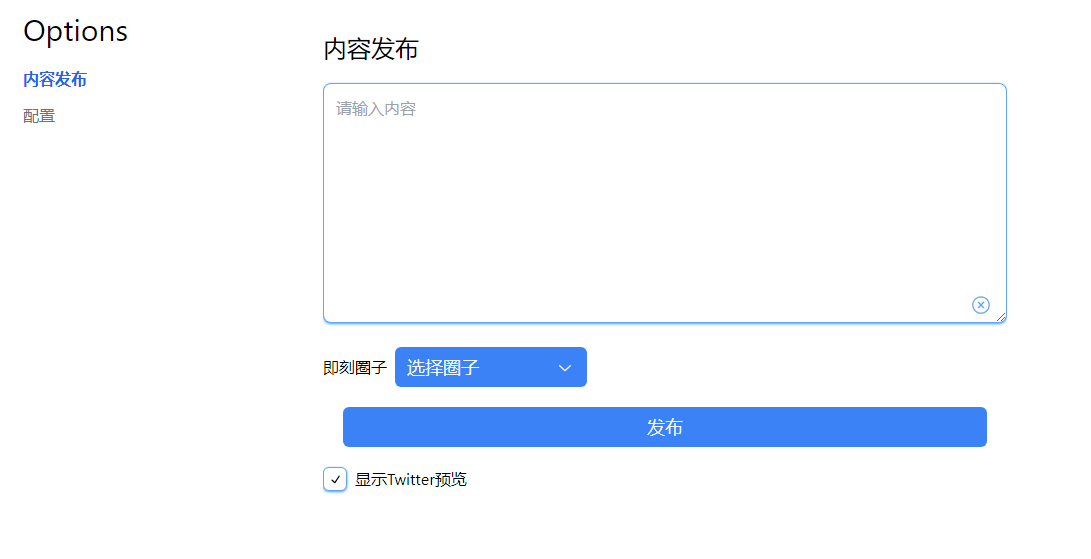 Options
内容发布
配置
内容发布
请输入内容
即刻圈子 选择圈子
发布
显示Twitter预览